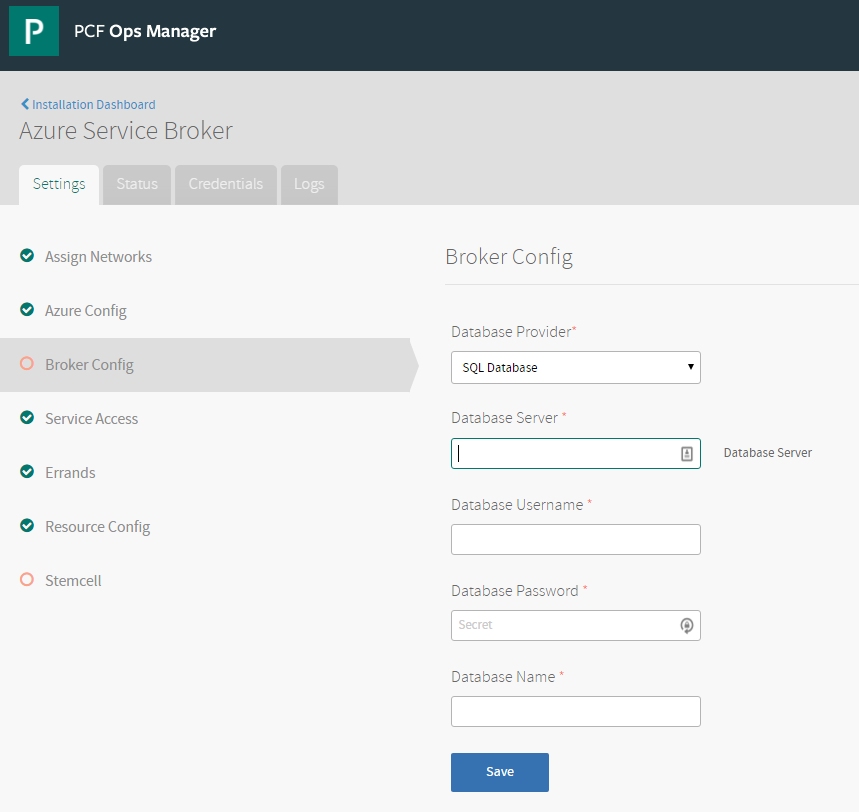 P
PCF Ops Manager
Installation Dashboard
Azure Service Broker
Settings
Status
Credentials
Logs
Assign Networks
Azure Config
Broker Config
Service Access
Errands
Resource Config
Stemcell
Broker Config
Database Provider*
SQL Database
Database Server *
Database Server
Database Username *
Database Password *
Secret
Database Name *
Save